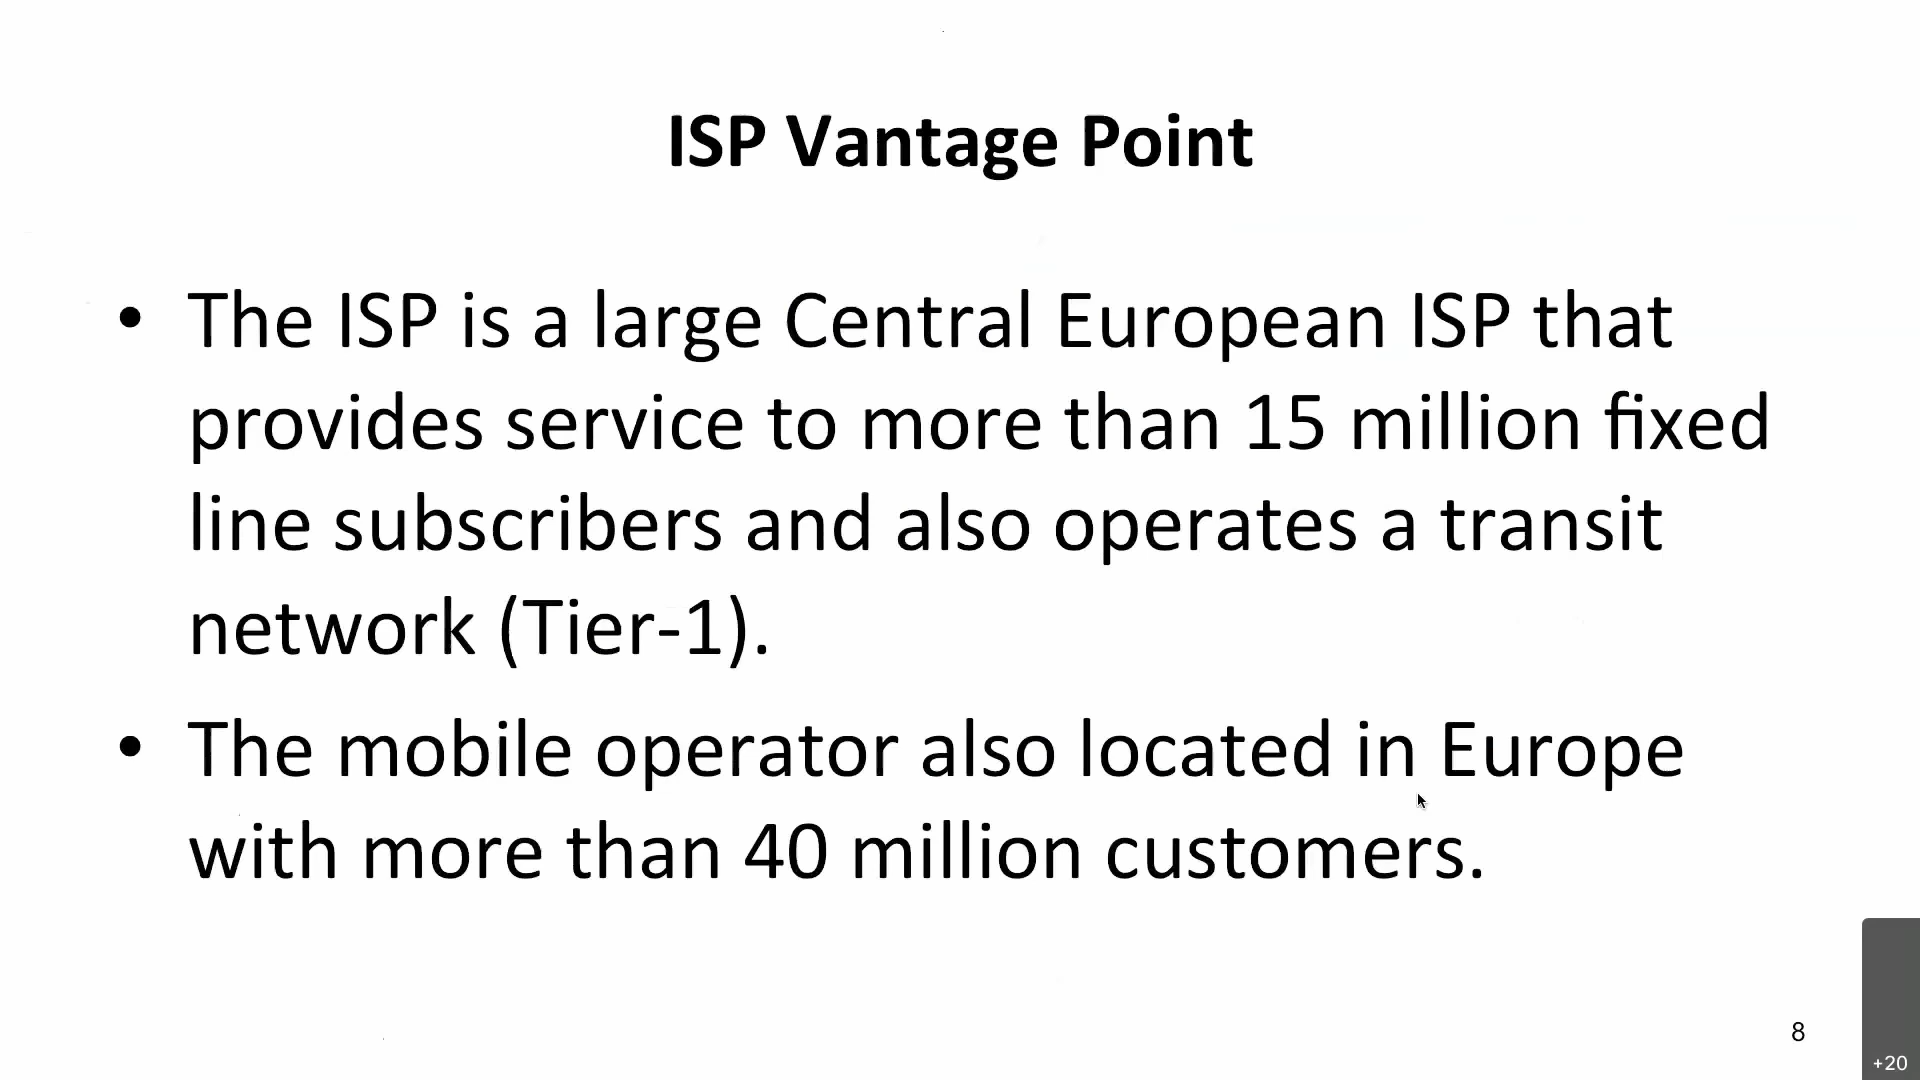 ISP Vantage Point
• The ISP is a large Central European ISP that
provides service to more than 15 million fixed
line subscribers and also operates a transit
network (Tier-1).
• The mobile operator also located in Europe
with more than 40 million customers.
8
+20